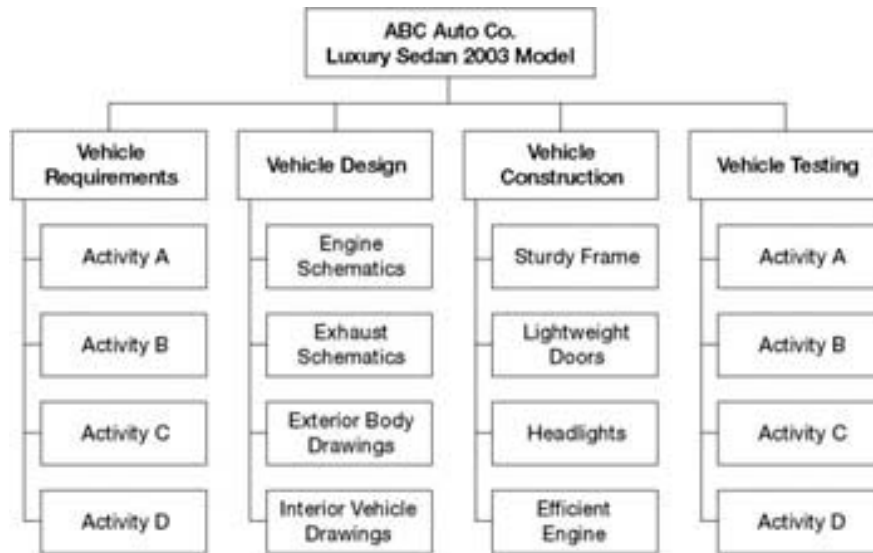 ABC Auto Co.
Luxury Sedan 2003 Model
Vehicle
Requirements
Activity A
Activity B
Activity C
Activity D
Vehicle Design
Engine
Schematics
Exhaust
Schematics
Exterior Body
Drawings
Interior Vehicle
Drawings
Vehicle
Construction
Sturdy Frame
Lightweight
Doors
Headlights
Efficient
Engine
Vehicle Testing
Activity A
Activity B
Activity C
Activity D